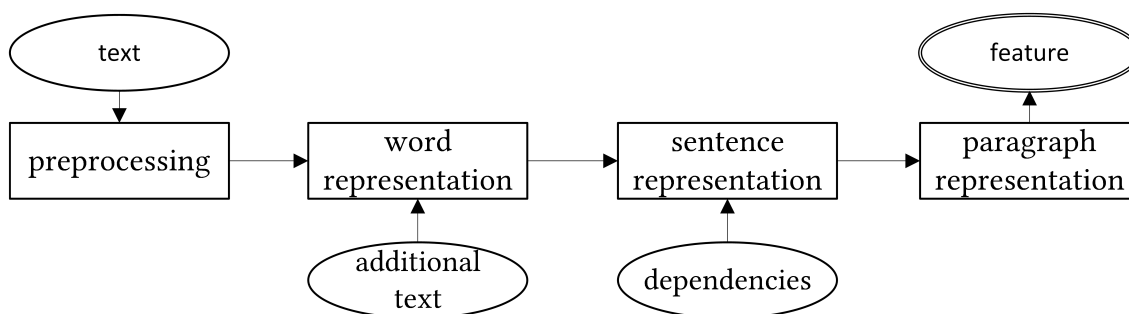 text
feature
preprocessing
word
representation
sentence
representation
paragraph
representation
additional
text
dependencies